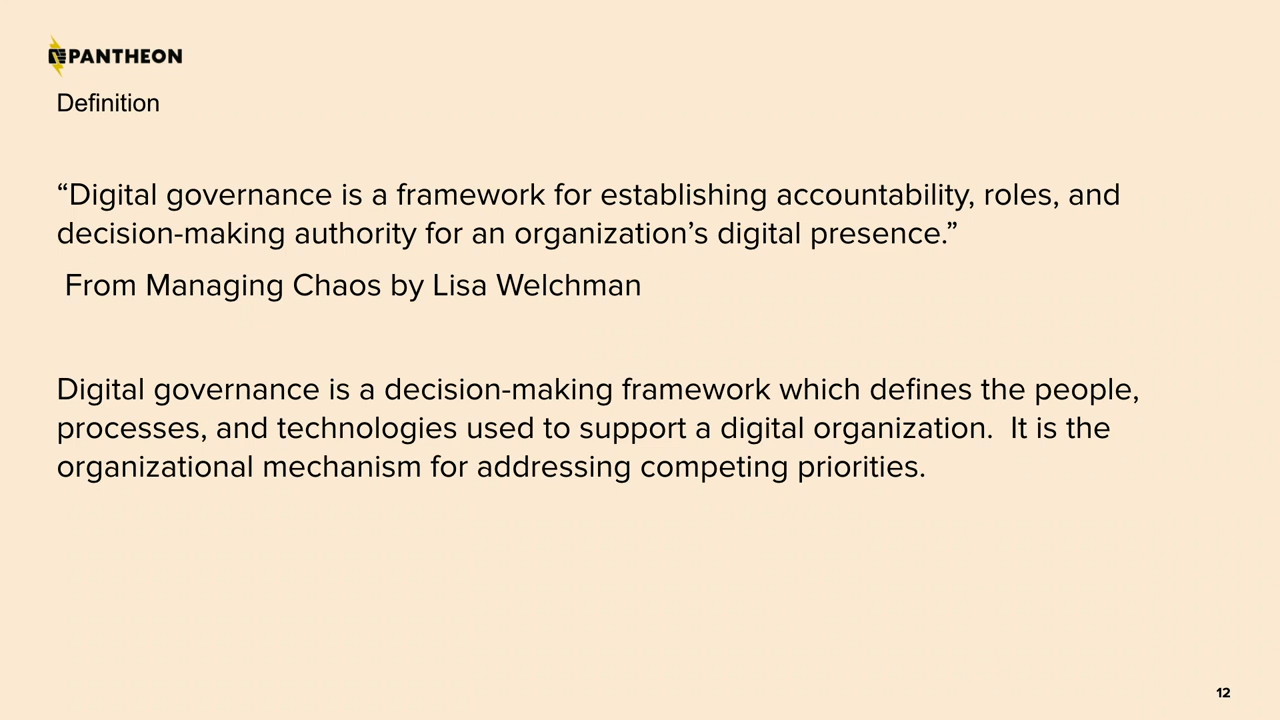 PANTHEON
Definition
“Digital governance is a framework for establishing accountability, roles, and
decision-making authority for an organization’s digital presence.”
From Managing Chaos by Lisa Welchman
Digital governance is a decision-making framework which defines the people,
processes, and technologies used to support a digital organization.  It is the
organizational mechanism for addressing competing priorities.
12